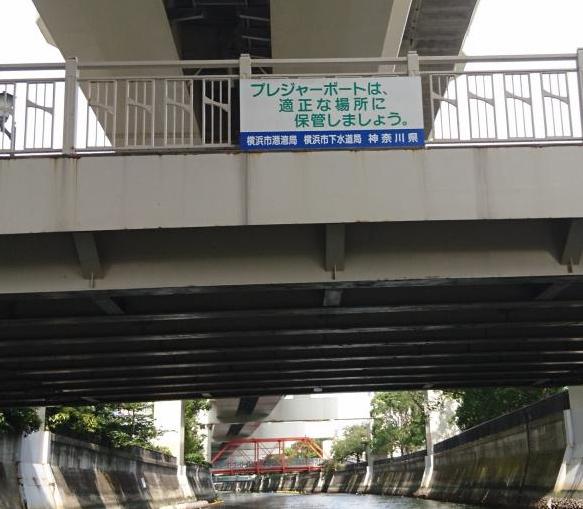 プレジャーボートは、
適正な場所に
保管しましょう。
横浜市港湾局 横浜市下水道局 神奈川県